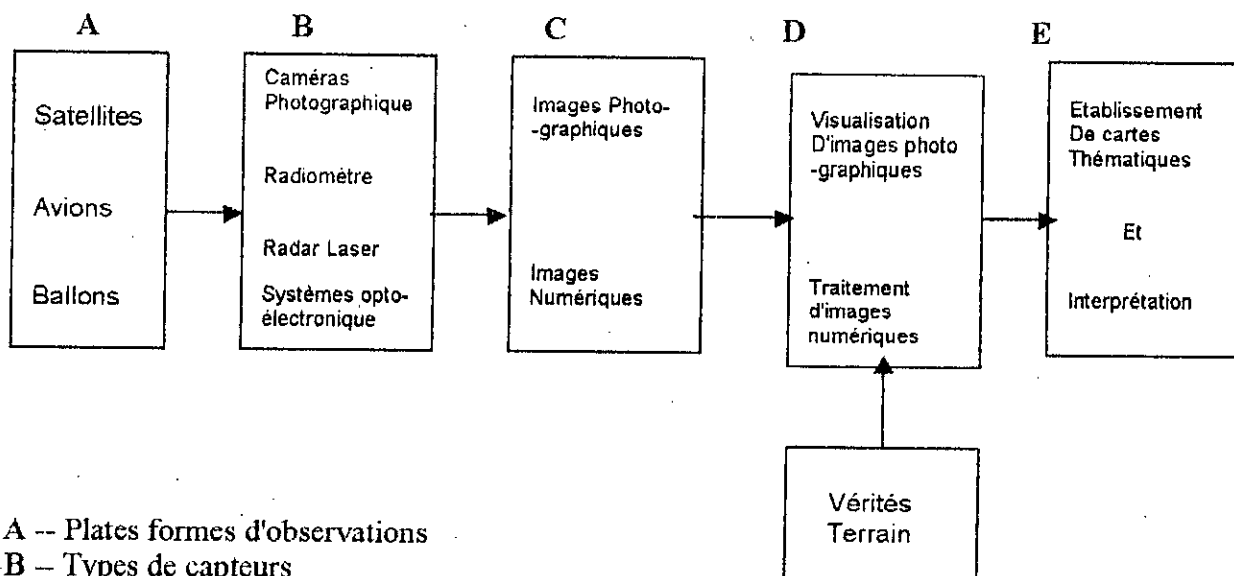 A
B
C
D
E
Satellites
Avions
Ballons
Caméras
Photographique
Radiomètre
Radar Laser
Systèmes opto-
électronique
Images Photo-
-graphiques
Images
Numériques
Visualisation
D'images photo
-graphiques
Traitement
d'images
numériques
Etablissement
De cartes
Thématiques
Et
Interprétation
Vérités
Terrain
A -- Plates formes d'observations
B – Types de capteurs